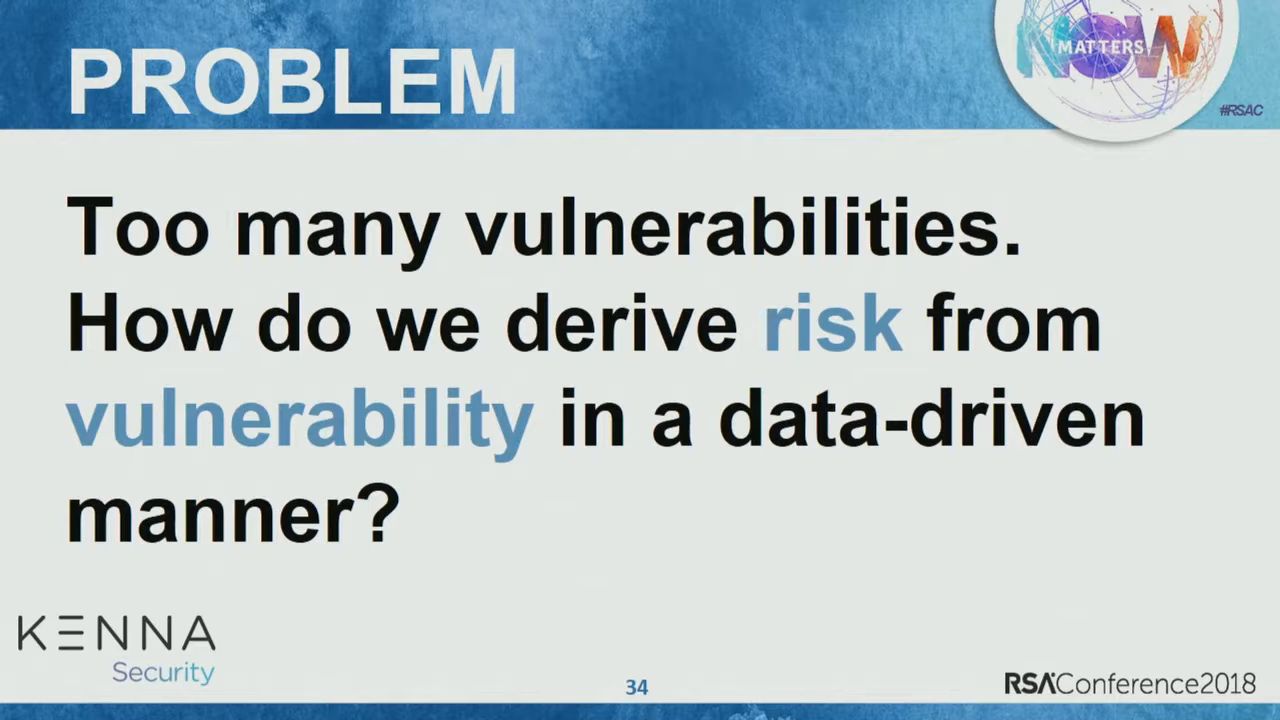 PROBLEM
NOW
MATTERS
#RSAC
Too many vulnerabilities.
How do we derive risk from
vulnerability in a data-driven
manner?
KENNA
Security
34
RSAConference2018